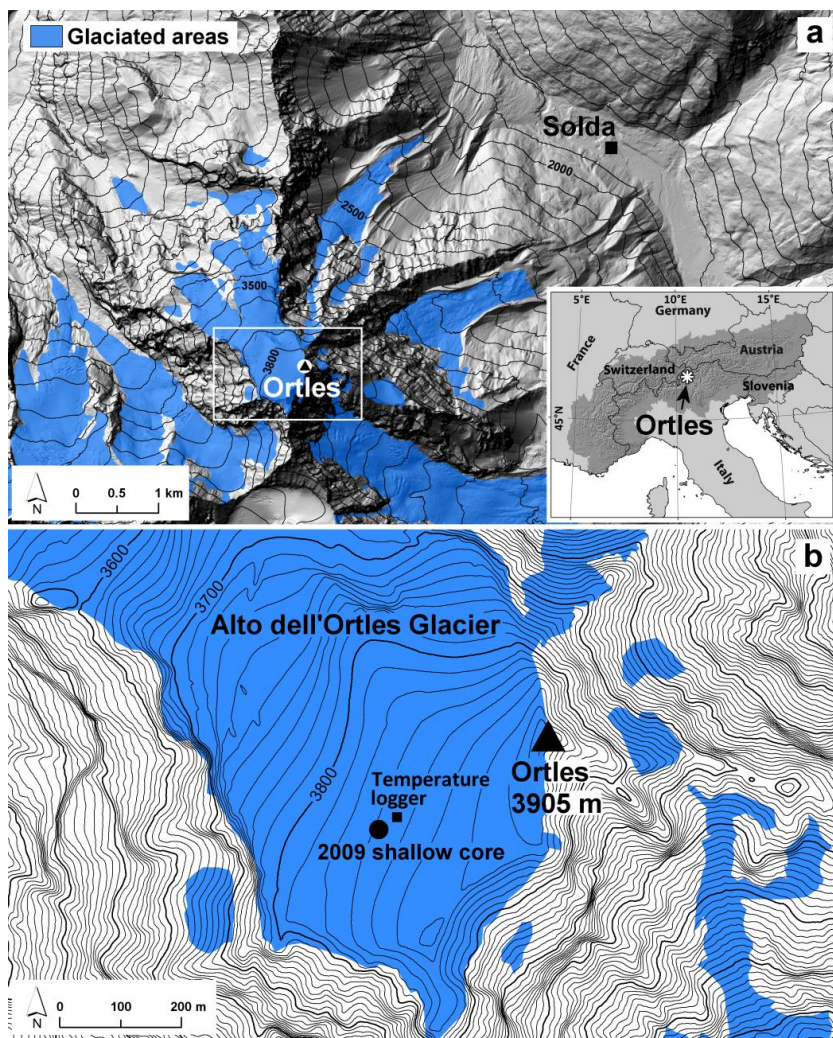 Glaciated areas
a
Solda
2000
2500
3500
3800
Ortles
N
0 0.5 1 km
5°E
10°E
15°E
Germany
France
Austria
Switzerland
Slovenia
Ortles
45°N
Italy
b
3600
3700
Alto dell'Ortles Glacier
3800
Temperature
logger
2009 shallow core
Ortles
3905 m
N
0 100 200 m